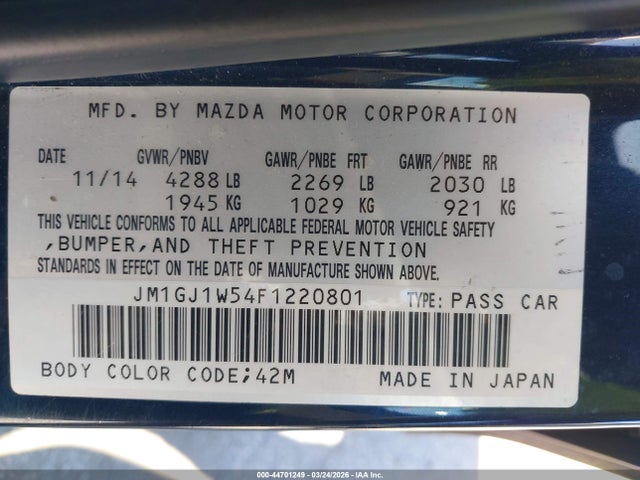 MFD. BY MAZDA MOTOR CORPORATION
DATE GVWR/PNBV GAWR/PNBE FRT GAWR/PNBE RR
11/14 4288 LB 2269 LB 2030 LB
1945 KG 1029 KG 921 KG
THIS VEHICLE CONFORMS TO ALL APPLICABLE FEDERAL MOTOR VEHICLE SAFETY
,BUMPER,AND THEFT PREVENTION
STANDARDS IN EFFECT ON THE DATE OF MANUFACTURE SHOWN ABOVE.
JM1GJ1W54F1220801 TYPE: PASS CAR
BODY COLOR CODE;42M MADE IN JAPAN
000-44701249 - 03/24/2026 - IAA Inc.